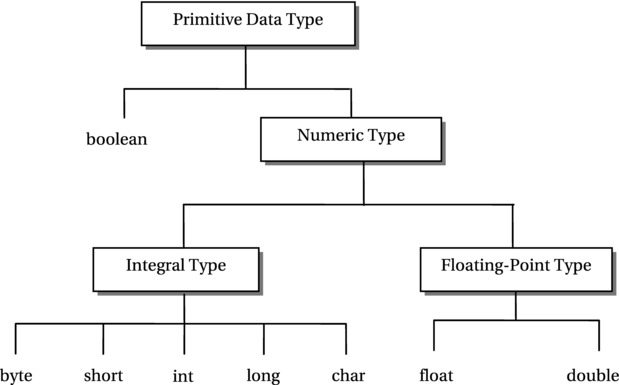 Primitive Data Type
boolean
Numeric Type
Integral Type
Floating-Point Type
byte
short
int
long
char
float
double